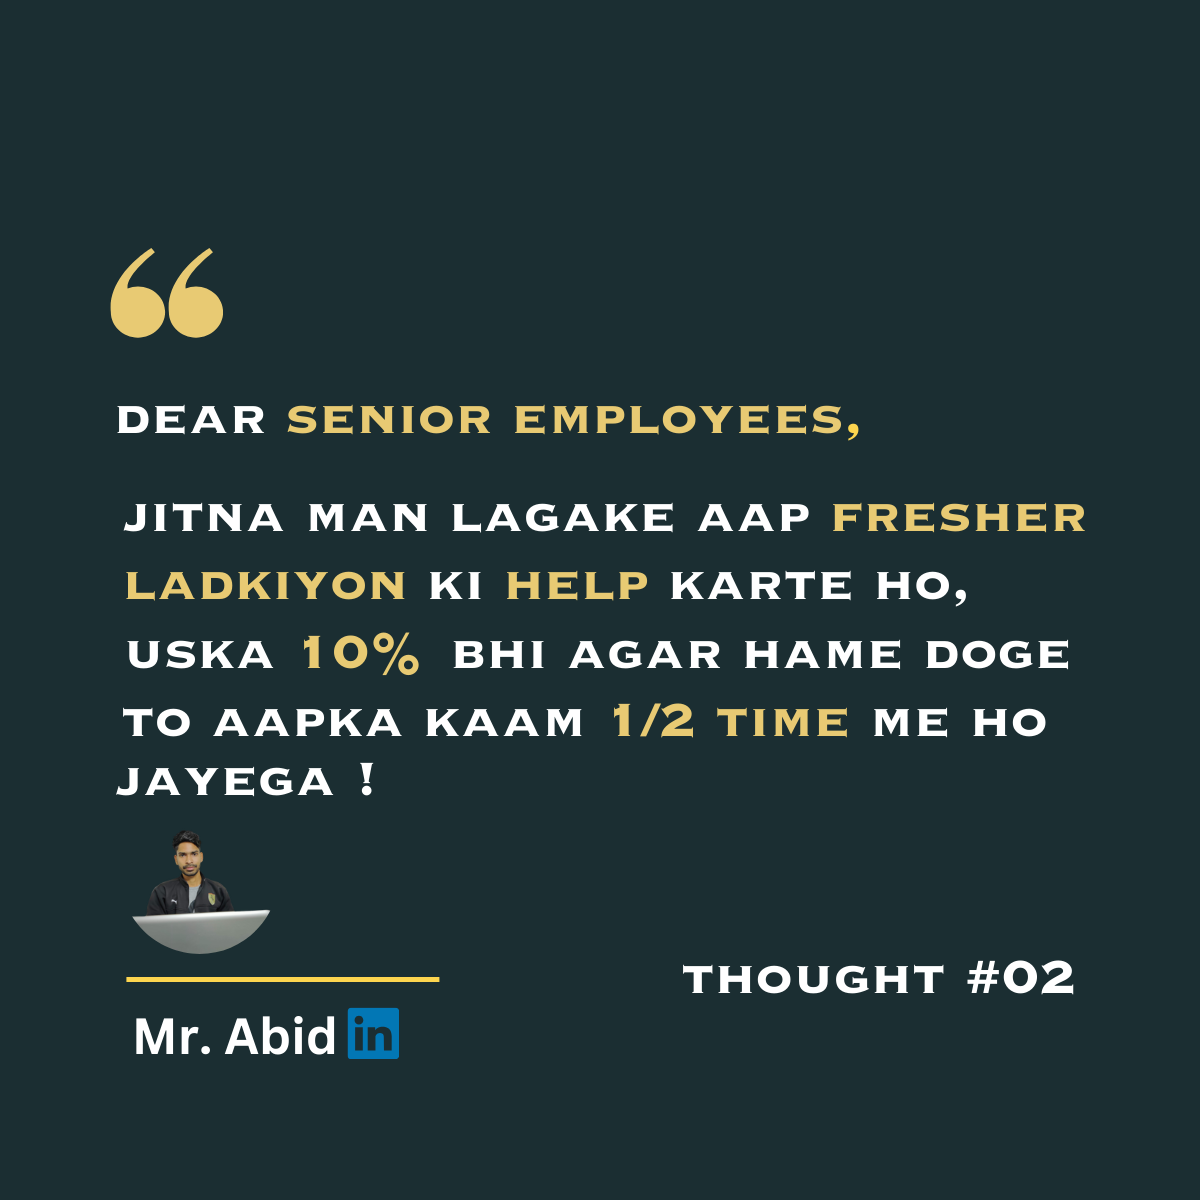 “
DEAR SENIOR EMPLOYEES,
JITNA MAN LAGAKE AAP FRESHER
LADKIYON KI HELP KARTE HO,
USKA 10% BHI AGAR HAME DOGE
TO AAPKA KAAM 1/2 TIME ME HO
JAYEGA !
THOUGHT #02
Mr. Abid in